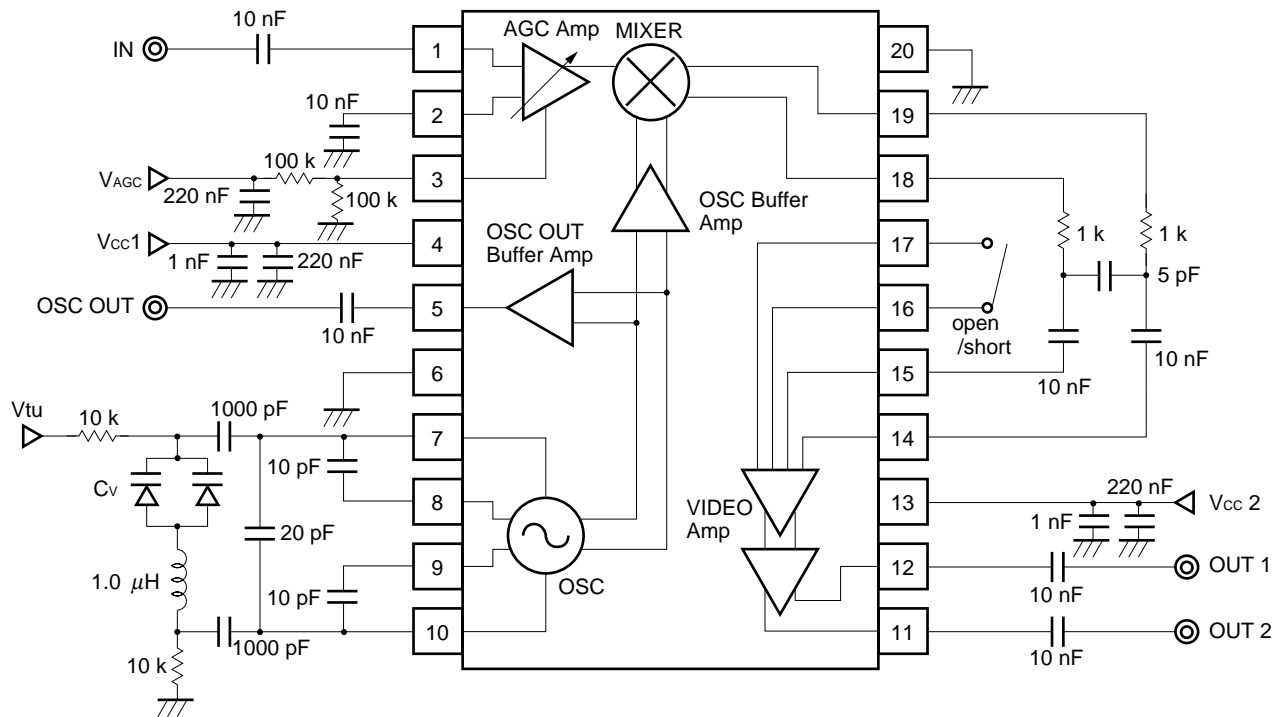 10 nF
IN
1
AGC Amp
MIXER
20
10 nF
2
19
VAGC
100 k
3
220 nF
100 k
18
OSC Buffer
Amp
1 k
1 k
VCC1
4
1 nF
220 nF
OSC OUT
Buffer Amp
17
5 pF
OSC OUT
10 nF
5
16
open
/short
10 nF
10 nF
6
15
Vtu
10 k
1000 pF
7
14
10 pF
CV
8
VIDEO
Amp
13
220 nF
VCC 2
1 nF
20 pF
9
OSC
12
OUT 1
10 nF
1.0 μH
10 pF
10
11
OUT 2
10 nF
1000 pF
10 k